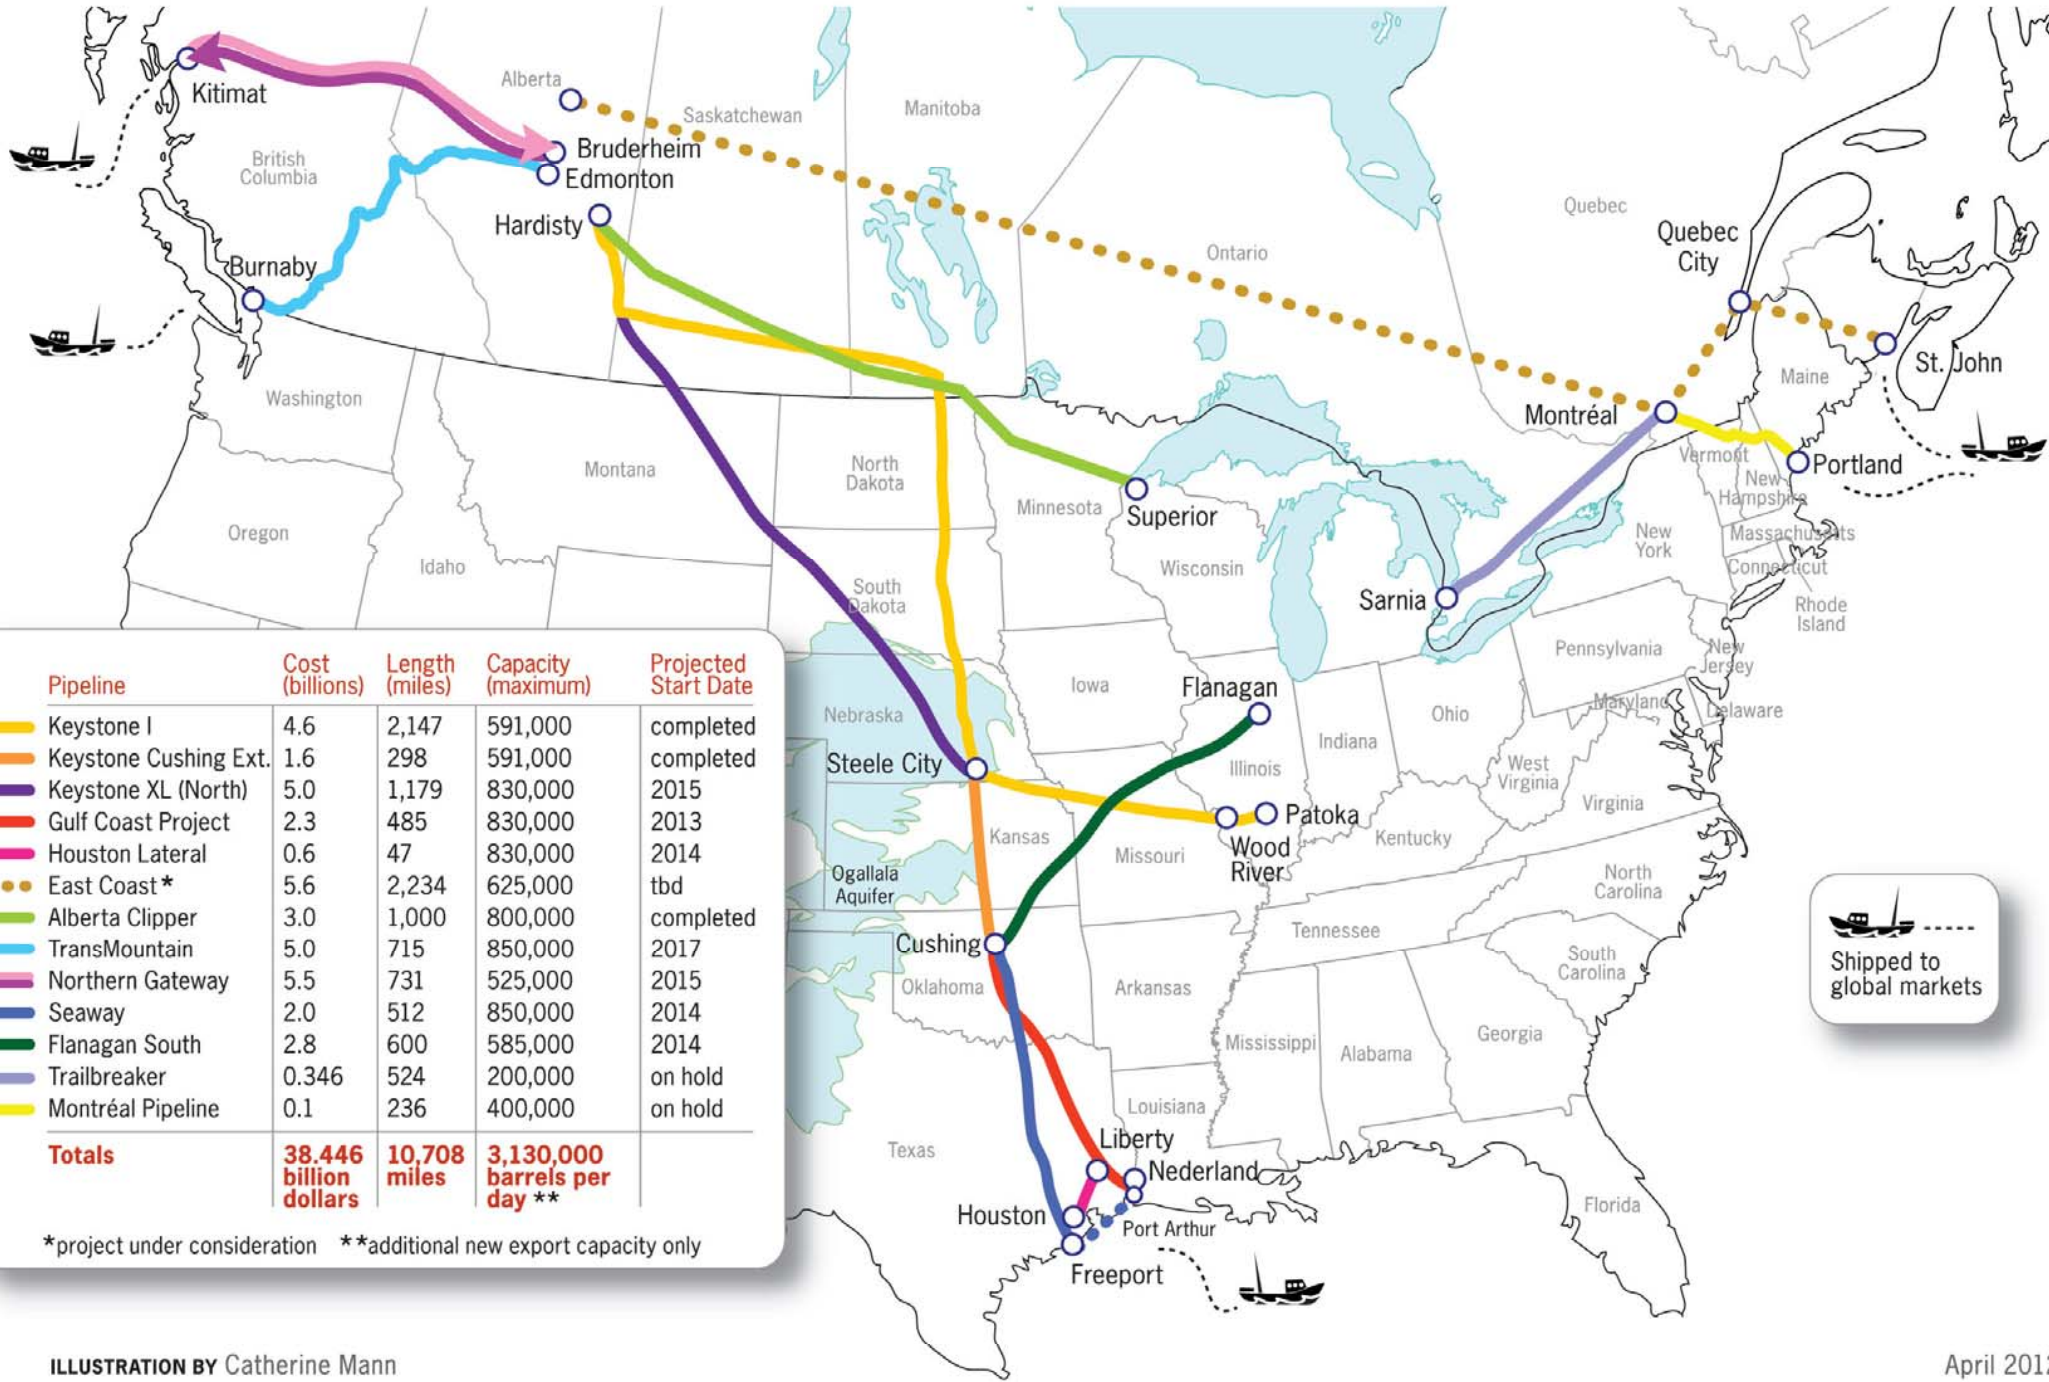 Kitimat
Alberta
Saskatchewan
Manitoba
British
Columbia
Bruderheim
Edmonton
Hardisty
Quebec
Quebec
City
Ontario
Burnaby
St. John
Maine
Montréal
Washington
Vermont
Portland
New
Hampshire
Montana
North
Dakota
Minnesota
Superior
Oregon
Idaho
New
York
Massachusetts
Connecticut
Wisconsin
South
Dakota
Sarnia
Rhode
Island
Pennsylvania
New
Jersey
Iowa
Flanagan
Maryland
Delaware
Nebraska
Ohio
Indiana
Steele City
Illinois
West
Virginia
Virginia
Patoka
Kansas
Missouri
Wood
River
Kentucky
Ogallala
Aquifer
North
Carolina
Cushing
Tennessee
South
Carolina
Oklahoma
Arkansas
Mississippi
Alabama
Georgia
Louisiana
Texas
Liberty
Nederland
Houston
Port Arthur
Florida
Freeport
Shipped to
global markets
Pipeline Cost (billions) Length (miles) Capacity (maximum) Projected Start Date
Keystone I 4.6 2,147 591,000 completed
Keystone Cushing Ext. 1.6 298 591,000 completed
Keystone XL (North) 5.0 1,179 830,000 2015
Gulf Coast Project 2.3 485 830,000 2013
Houston Lateral 0.6 47 830,000 2014
East Coast* 5.6 2,234 625,000 tbd
Alberta Clipper 3.0 1,000 800,000 completed
TransMountain 5.0 715 850,000 2017
Northern Gateway 5.5 731 525,000 2015
Seaway 2.0 512 850,000 2014
Flanagan South 2.8 600 585,000 2014
Trailbreaker 0.346 524 200,000 on hold
Montréal Pipeline 0.1 236 400,000 on hold
Totals 38.446 billion dollars 10,708 miles 3,130,000 barrels per day **
*project under consideration **additional new export capacity only
ILLUSTRATION BY Catherine Mann
April 2012